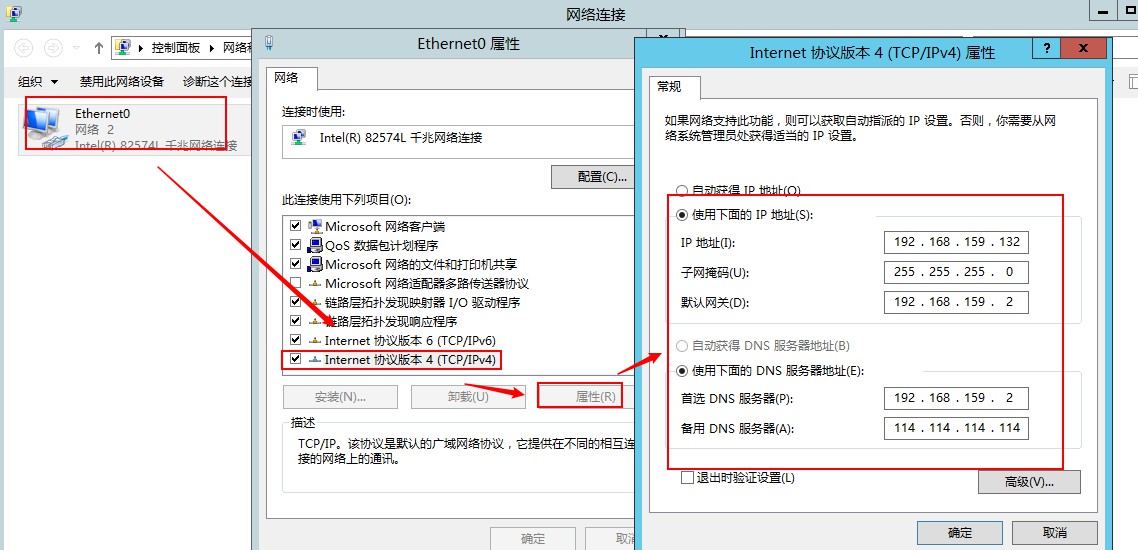 网络连接
控制面板
网络和
组织
禁用此网络设备
诊断这个连接
Ethernet0
网络 2
Intel(R) 82574L 千兆网络连接
Ethernet0 属性
网络
连接时使用:
Intel(R) 82574L 千兆网络连接
配置(C)...
此连接使用下列项目(O):
Microsoft 网络客户端
QoS 数据包计划程序
Microsoft 网络的文件和打印机共享
Microsoft 网络适配器多路传送器协议
链路层拓扑发现映射器 I/O 驱动程序
链路层拓扑发现响应程序
Internet 协议版本 6 (TCP/IPv6)
Internet 协议版本 4 (TCP/IPv4)
安装(N)...
卸载(U)
属性(R)
描述
TCP/IP。该协议是默认的广域网络协议，它提供在不同的相互连
接的网络上的通讯。
确定
取消
Internet 协议版本 4 (TCP/IPv4) 属性
?
常规
如果网络支持此功能，则可以获取自动指派的 IP 设置。否则，你需要从网
络系统管理员处获得适当的 IP 设置。
自动获得 IP 地址(O)
使用下面的 IP 地址(S):
IP 地址(I):
192 . 168 . 159 . 132
子网掩码(U):
255 . 255 . 255 . 0
默认网关(D):
192 . 168 . 159 . 2
自动获得 DNS 服务器地址(B)
使用下面的 DNS 服务器地址(E):
首选 DNS 服务器(P):
192 . 168 . 159 . 2
备用 DNS 服务器(A):
114 . 114 . 114 . 114
退出时验证设置(L)
高级(V)...
确定
取消